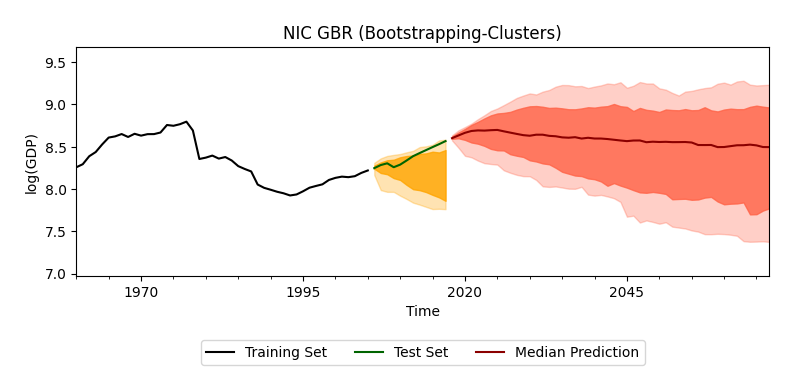 NIC GBR (Bootstrapping-Clusters)
9.5
9.0
8.5
8.0
7.5
7.0
log(GDP)
1970 1995 2020 2045
Time
Training Set Test Set Median Prediction